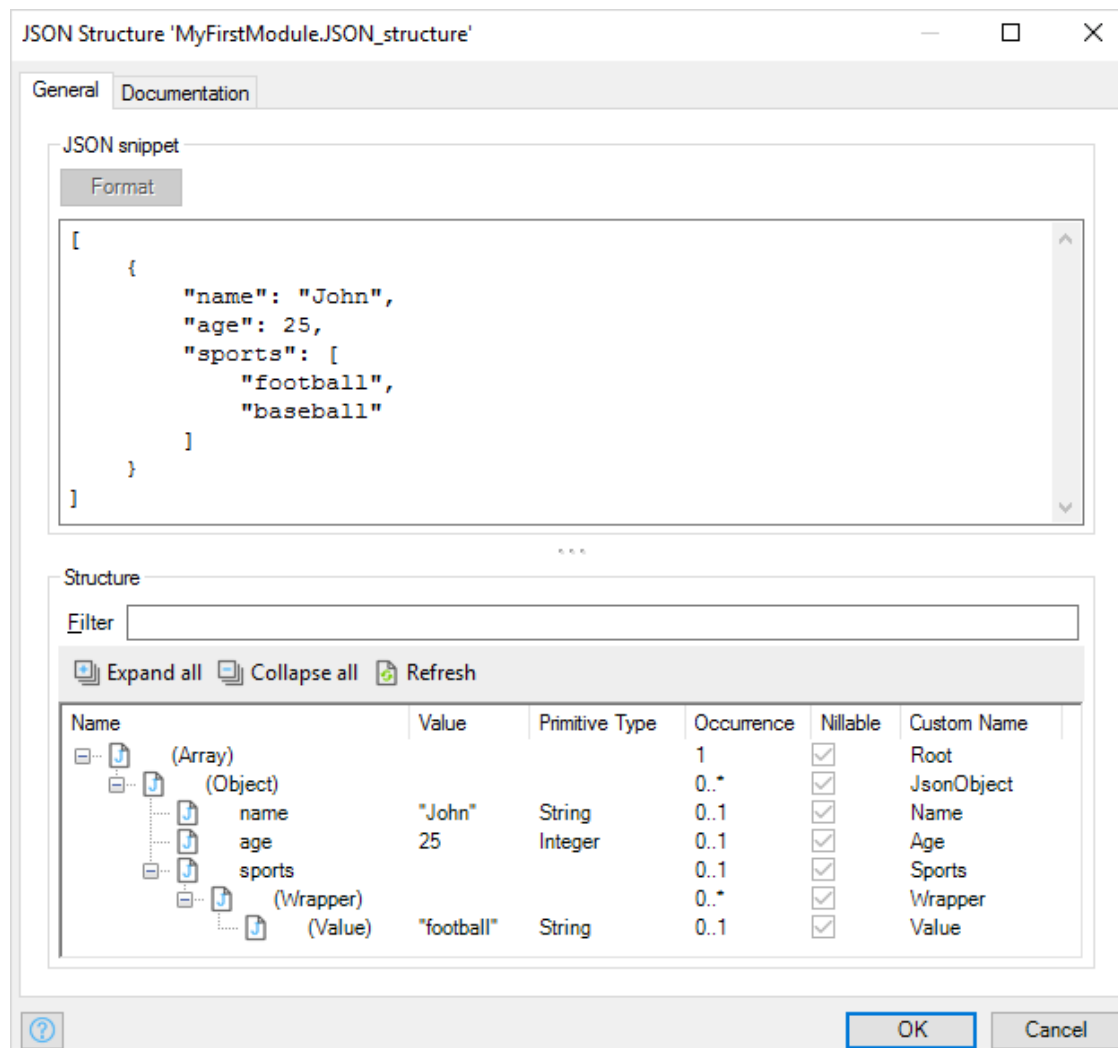 JSON Structure 'MyFirstModule.JSON_structure'
General Documentation
JSON snippet
Format
[
{
"name": "John",
"age": 25,
"sports": [
"football",
"baseball"
]
}
]
Structure
Filter
Expand all Collapse all Refresh
Name Value Primitive Type Occurrence Nillable Custom Name
(Array) 1 Root
(Object) 0..* JsonObject
name "John" String 0..1 Name
age 25 Integer 0..1 Age
sports 0..1 Sports
(Wrapper) 0..* Wrapper
(Value) "football" String 0..1 Value
? OK Cancel